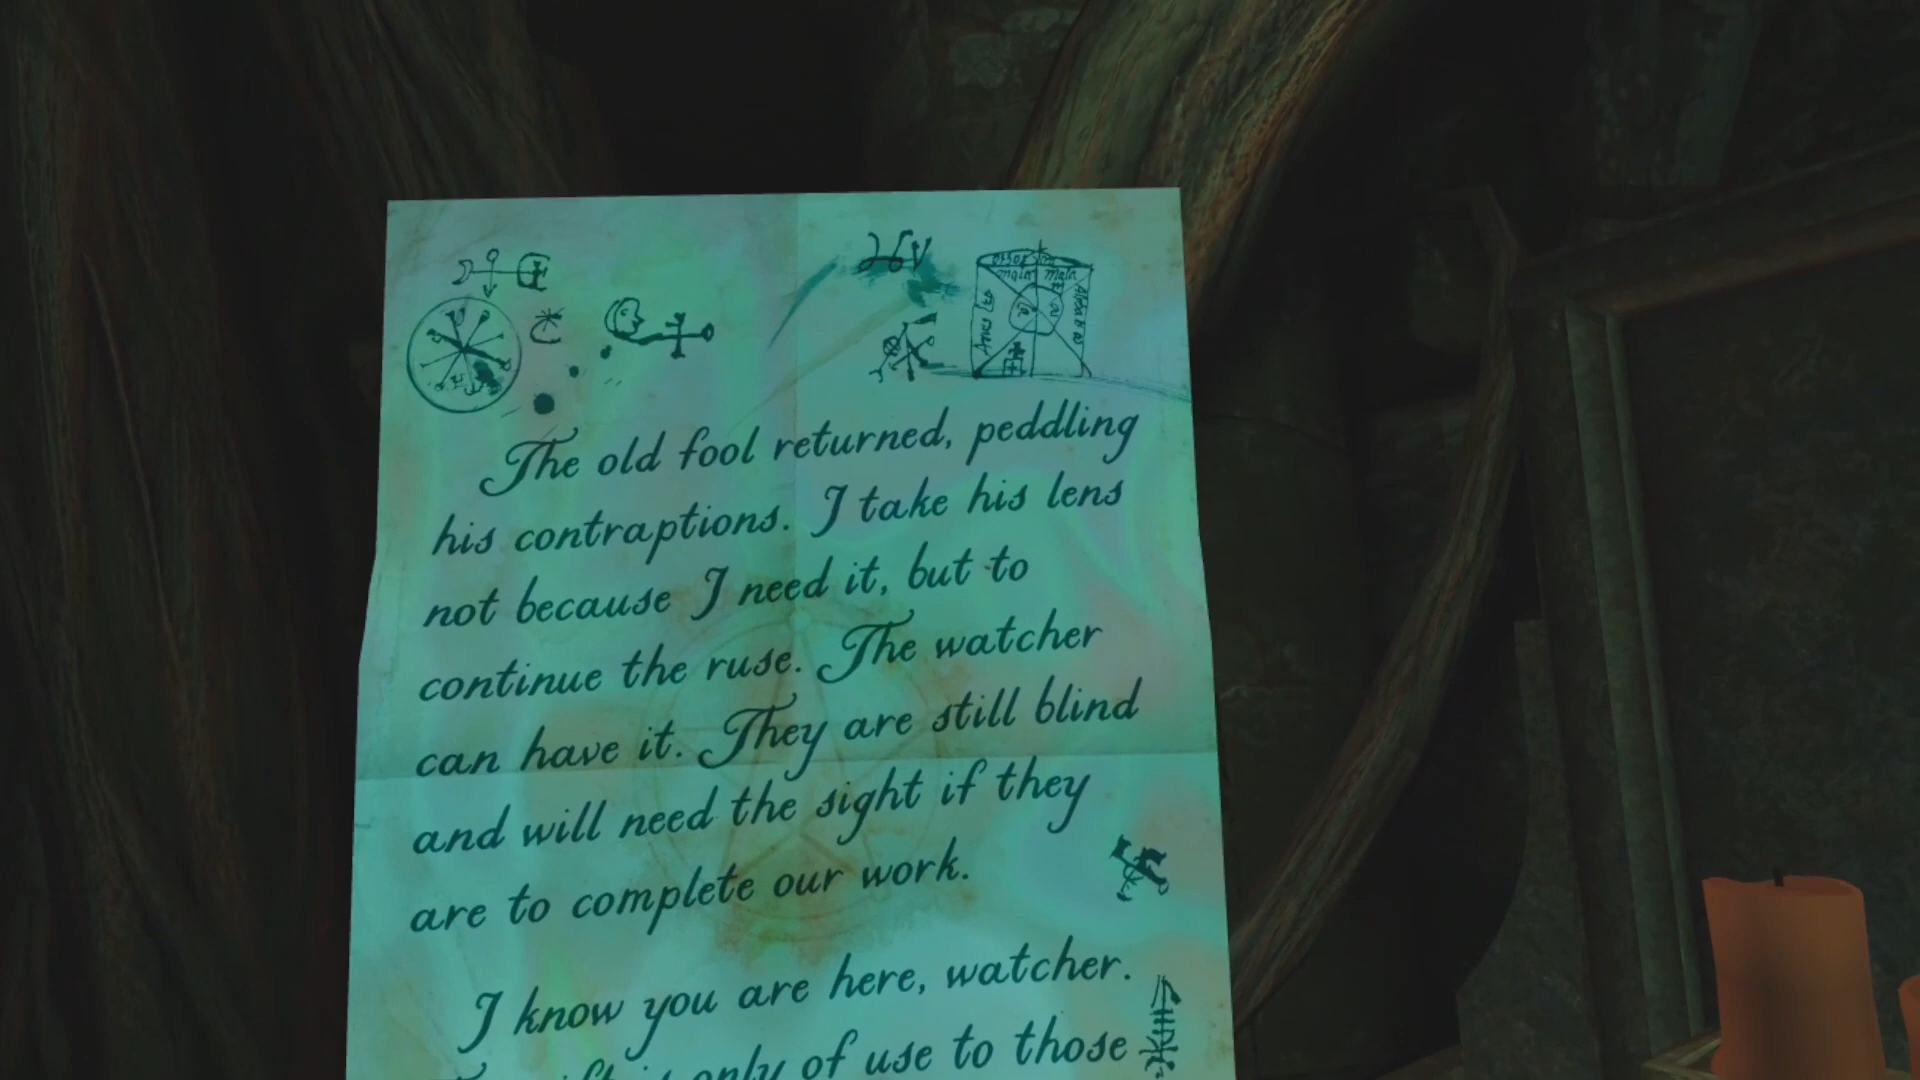 The old fool returned, peddling
his contraptions. I take his lens
not because I need it, but to
continue the ruse. The watcher
can have it. They are still blind
and will need the sight if they
are to complete our work.
I know you are here, watcher.
only of use to those